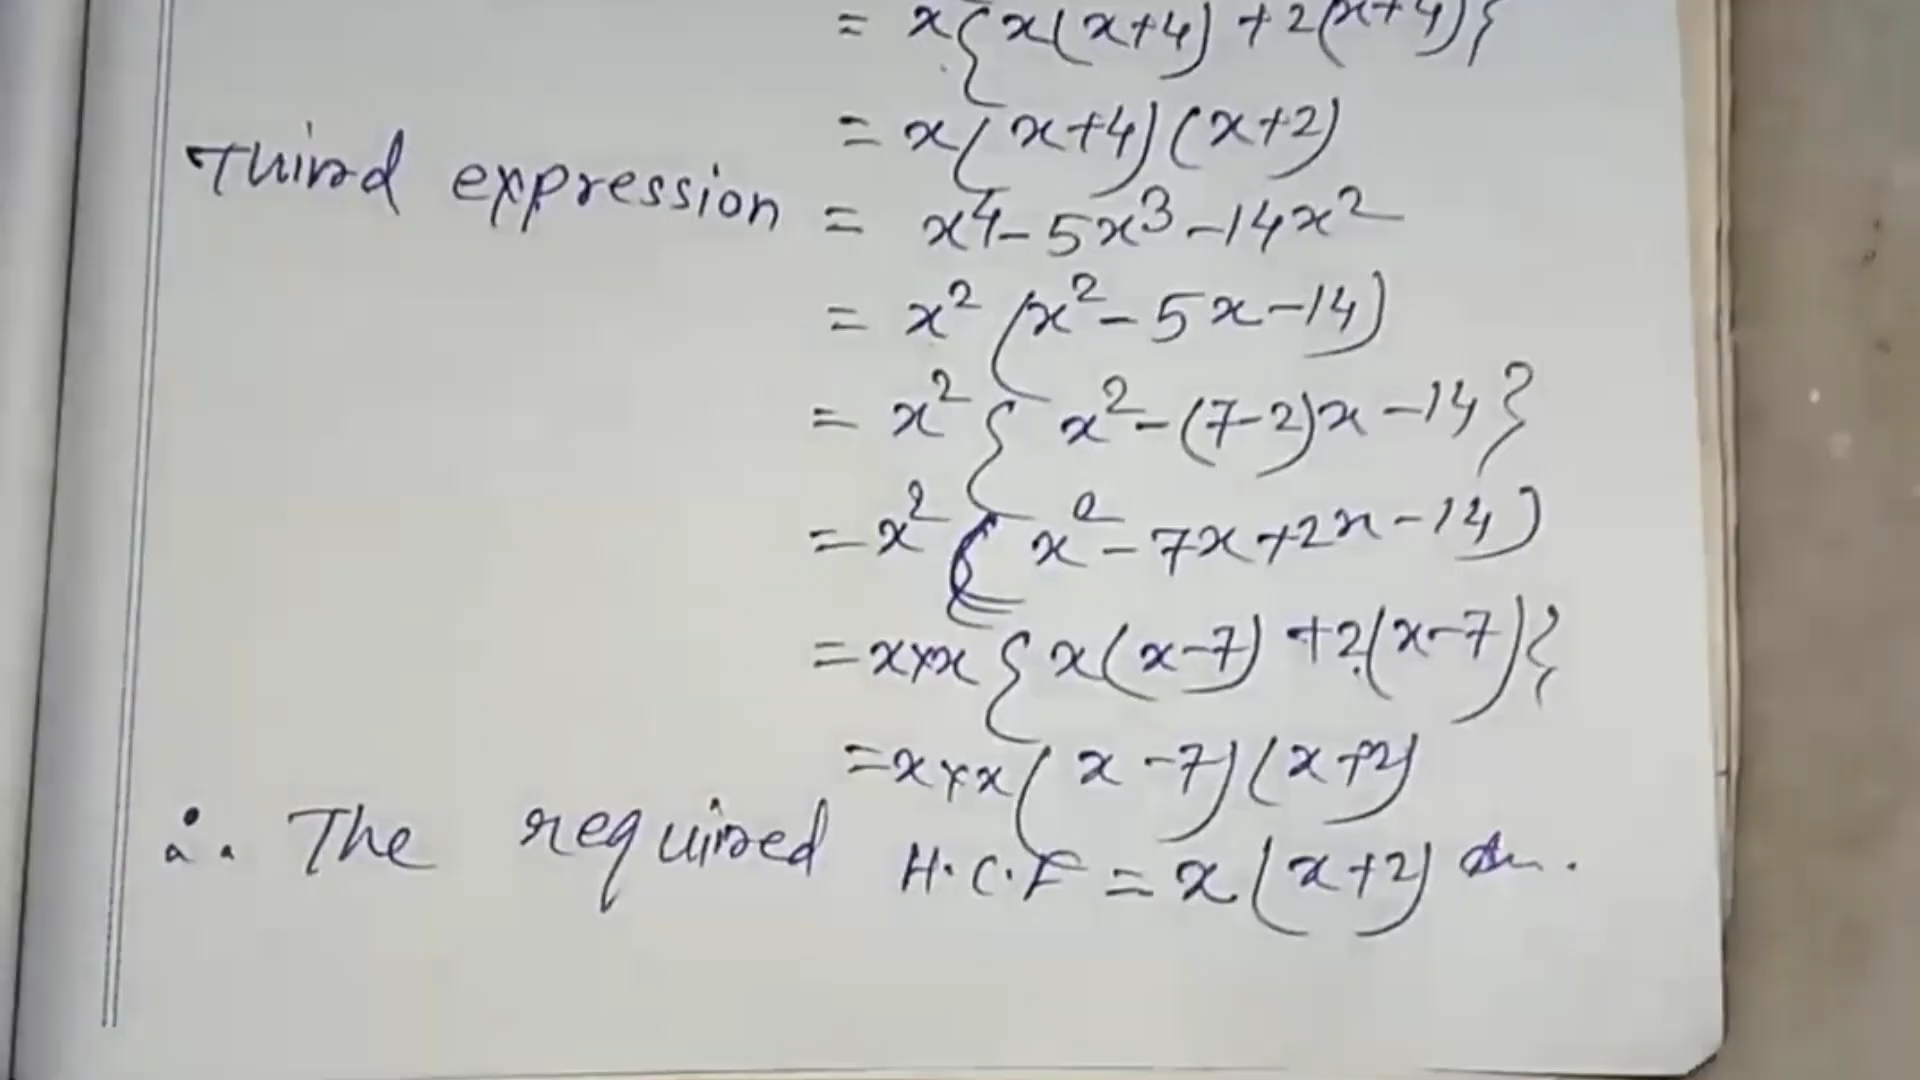 = x{x(x+4) + 2(x+4)}
= x(x+4)(x+2)
Third expression = x⁴ - 5x³ - 14x²
= x² (x² - 5x - 14)
= x² { x² - (7-2)x - 14}
= x² ( x² - 7x + 2x - 14)
= x×x { x(x-7) + 2(x-7)}
= x×x ( x - 7) (x+2)
∴ The required H.C.F = x(x+2) Ans.